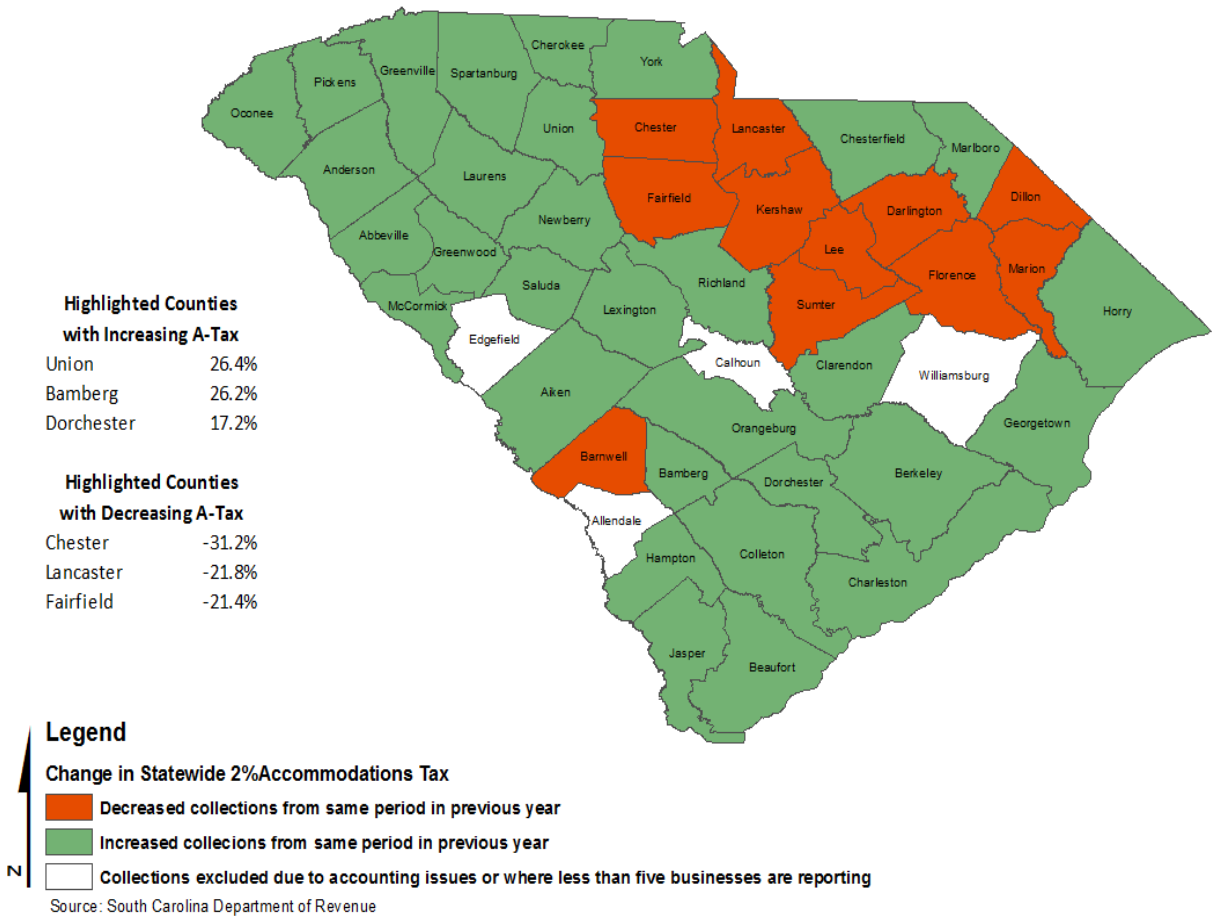 Cherokee
York
Greenville
Spartanburg
Pickens
Oconee
Union
Chester
Lancaster
Chesterfield
Marlboro
Anderson
Laurens
Fairfield
Kershaw
Darlington
Dillon
Newberry
Abbeville
Greenwood
Lee
Florence
Marion
Saluda
Richland
McCormick
Lexington
Sumter
Horry
Edgefield
Calhoun
Clarendon
Williamsburg
Aiken
Orangeburg
Georgetown
Barnwell
Bamberg
Dorchester
Berkeley
Allendale
Hampton
Colleton
Charleston
Jasper
Beaufort
Highlighted Counties
with Increasing A-Tax
Union 26.4%
Bamberg 26.2%
Dorchester 17.2%
Highlighted Counties
with Decreasing A-Tax
Chester -31.2%
Lancaster -21.8%
Fairfield -21.4%
Legend
Change in Statewide 2%Accommodations Tax
Decreased collections from same period in previous year
Increased collecions from same period in previous year
Collections excluded due to accounting issues or where less than five businesses are reporting
N
Source: South Carolina Department of Revenue